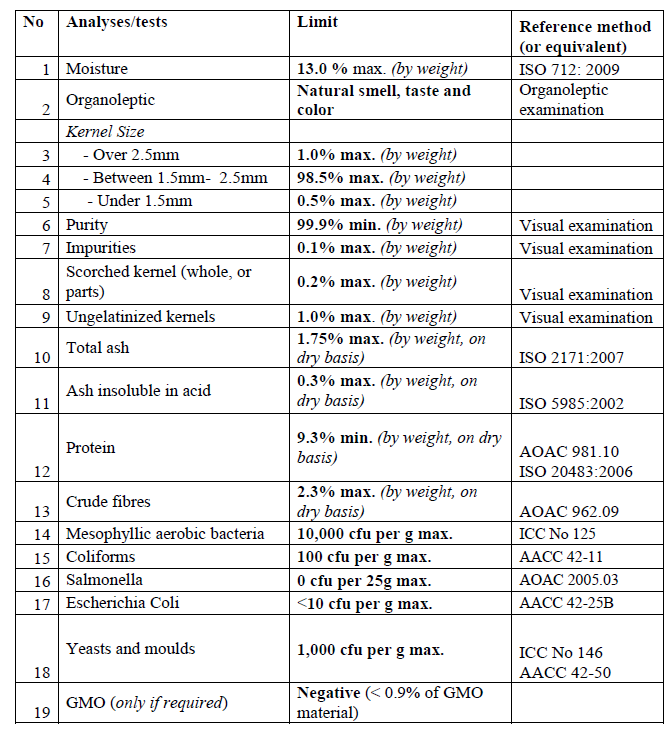 No Analyses/tests Limit Reference method
(or equivalent)
1 Moisture 13.0 % max. (by weight) ISO 712: 2009
2 Organoleptic Natural smell, taste and
color Organoleptic
examination
Kernel Size
3 - Over 2.5mm 1.0% max. (by weight)
4 - Between 1.5mm- 2.5mm 98.5% max. (by weight)
5 - Under 1.5mm 0.5% max. (by weight)
6 Purity 99.9% min. (by weight) Visual examination
7 Impurities 0.1% max. (by weight) Visual examination
8 Scorched kernel (whole, or
parts) 0.2% max. (by weight) Visual examination
9 Ungelatinized kernels 1.0% max. (by weight) Visual examination
10 Total ash 1.75% max. (by weight, on
dry basis) ISO 2171:2007
11 Ash insoluble in acid 0.3% max. (by weight, on
dry basis) ISO 5985:2002
12 Protein 9.3% min. (by weight, on dry
basis) AOAC 981.10
ISO 20483:2006
13 Crude fibres 2.3% max. (by weight, on
dry basis) AOAC 962.09
14 Mesophyllic aerobic bacteria 10,000 cfu per g max. ICC No 125
15 Coliforms 100 cfu per g max. AACC 42-11
16 Salmonella 0 cfu per 25g max. AOAC 2005.03
17 Escherichia Coli <10 cfu per g max. AACC 42-25B
18 Yeasts and moulds 1,000 cfu per g max. ICC No 146
AACC 42-50
19 GMO (only if required) Negative (< 0.9% of GMO
material)